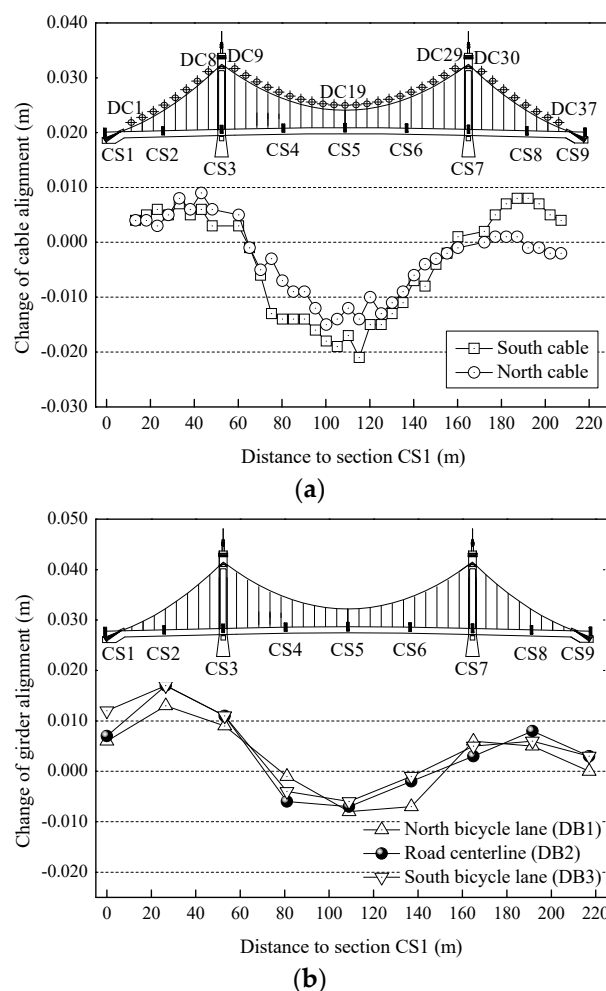 0.040
0.030
0.020
0.010
0.000
-0.010
-0.020
-0.030
Change of cable alignment (m)
DC1
DC8
DC9
DC19
DC29
DC30
DC37
CS1
CS2
CS3
CS4
CS5
CS6
CS7
CS8
CS9
South cable
North cable
0 20 40 60 80 100 120 140 160 180 200 220
Distance to section CS1 (m)
(a)
0.050
0.040
0.030
0.020
0.010
0.000
-0.010
-0.020
Change of girder alignment (m)
CS1
CS2
CS3
CS4
CS5
CS6
CS7
CS8
CS9
North bicycle lane (DB1)
Road centerline (DB2)
South bicycle lane (DB3)
0 20 40 60 80 100 120 140 160 180 200 220
Distance to section CS1 (m)
(b)